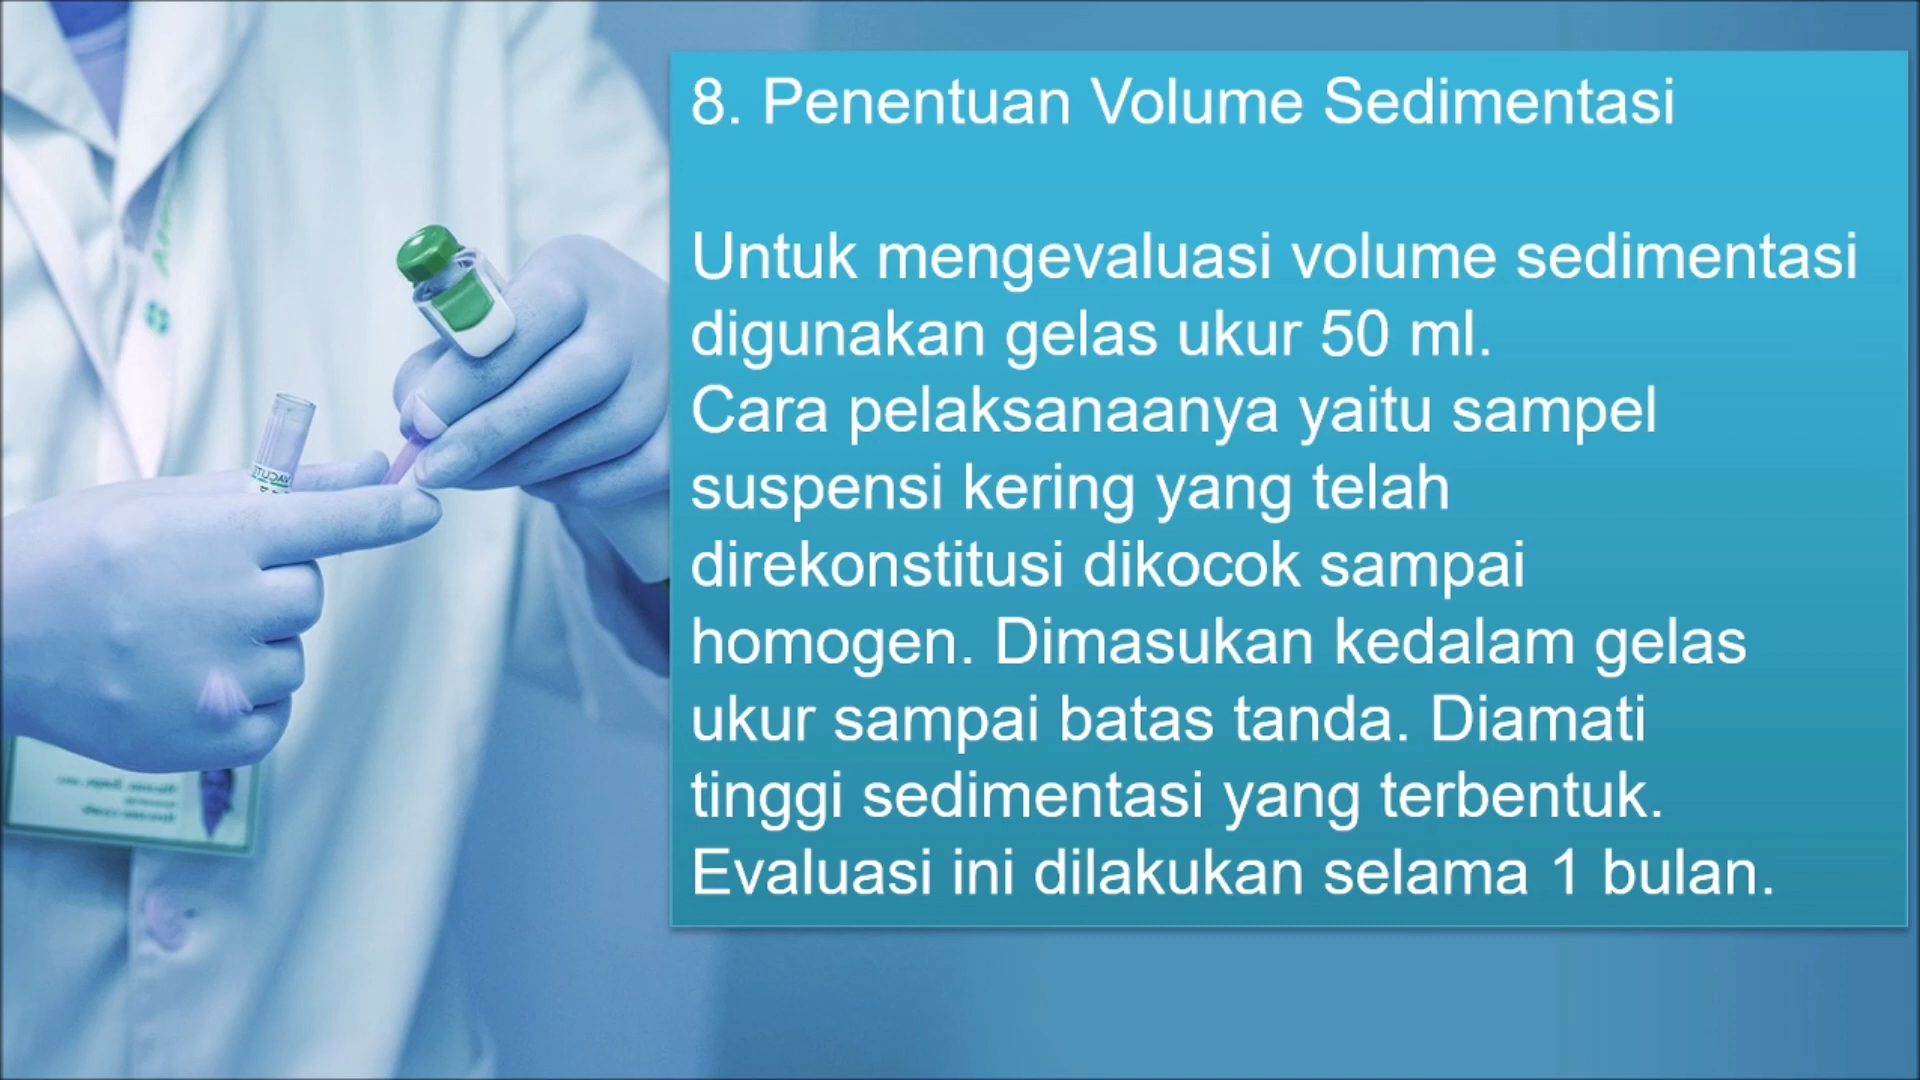 8. Penentuan Volume Sedimentasi
Untuk mengevaluasi volume sedimentasi
digunakan gelas ukur 50 ml.
Cara pelaksanaanya yaitu sampel
suspensi kering yang telah
direkonstitusi dikocok sampai
homogen. Dimasukan kedalam gelas
ukur sampai batas tanda. Diamati
tinggi sedimentasi yang terbentuk.
Evaluasi ini dilakukan selama 1 bulan.